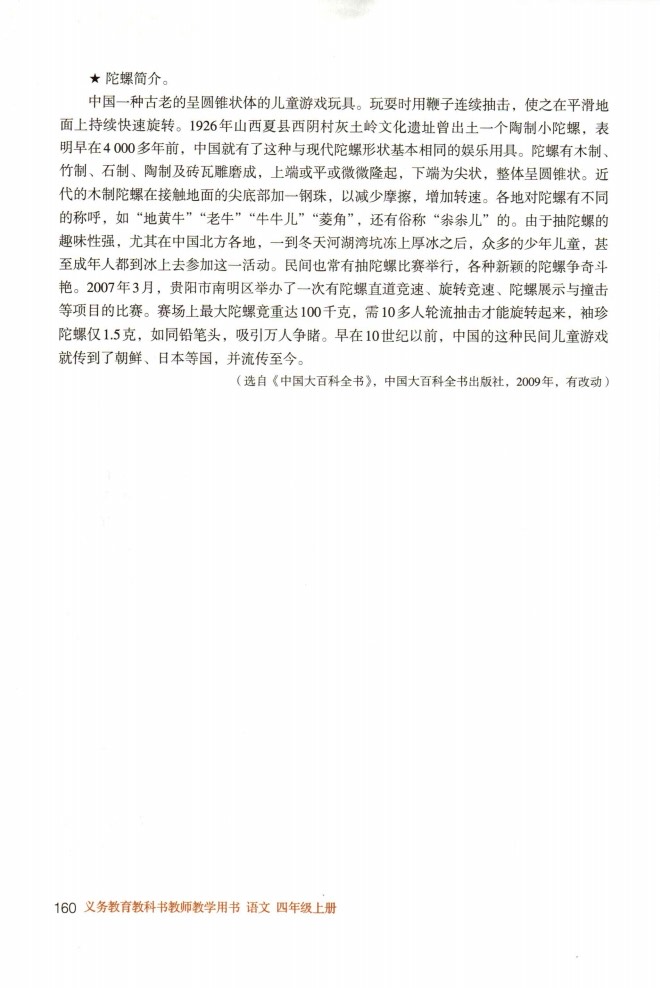 ★ 陀螺简介。
中国一种古老的呈圆锥状体的儿童游戏玩具。玩耍时用鞭子连续抽击，使之在平滑地
面上持续快速旋转。1926年山西夏县西阴村灰土岭文化遗址曾出土一个陶制小陀螺，表
明早在4 000多年前，中国就有了这种与现代陀螺形状基本相同的娱乐用具。陀螺有木制、
竹制、石制、陶制及砖瓦雕磨成，上端或平或微微隆起，下端为尖状，整体呈圆锥状。近
代的木制陀螺在接触地面的尖底部加一钢珠，以减少摩擦，增加转速。各地对陀螺有不同
的称呼，如“地黄牛”“老牛”“牛牛儿”“菱角”，还有俗称“尜尜儿”的。由于抽陀螺的
趣味性强，尤其在中国北方各地，一到冬天河湖湾坑冻上厚冰之后，众多的少年儿童，甚
至成年人都到冰上去参加这一活动。民间也常有抽陀螺比赛举行，各种新颖的陀螺争奇斗
艳。2007年3月，贵阳市南明区举办了一次有陀螺直道竞速、旋转竞速、陀螺展示与撞击
等项目的比赛。赛场上最大陀螺竟重达100千克，需10多人轮流抽击才能旋转起来，袖珍
陀螺仅1.5克，如同铅笔头，吸引万人争睹。早在10世纪以前，中国的这种民间儿童游戏
就传到了朝鲜、日本等国，并流传至今。
（选自《中国大百科全书》，中国大百科全书出版社，2009年，有改动）
160 义务教育教科书教师教学用书 语文 四年级上册